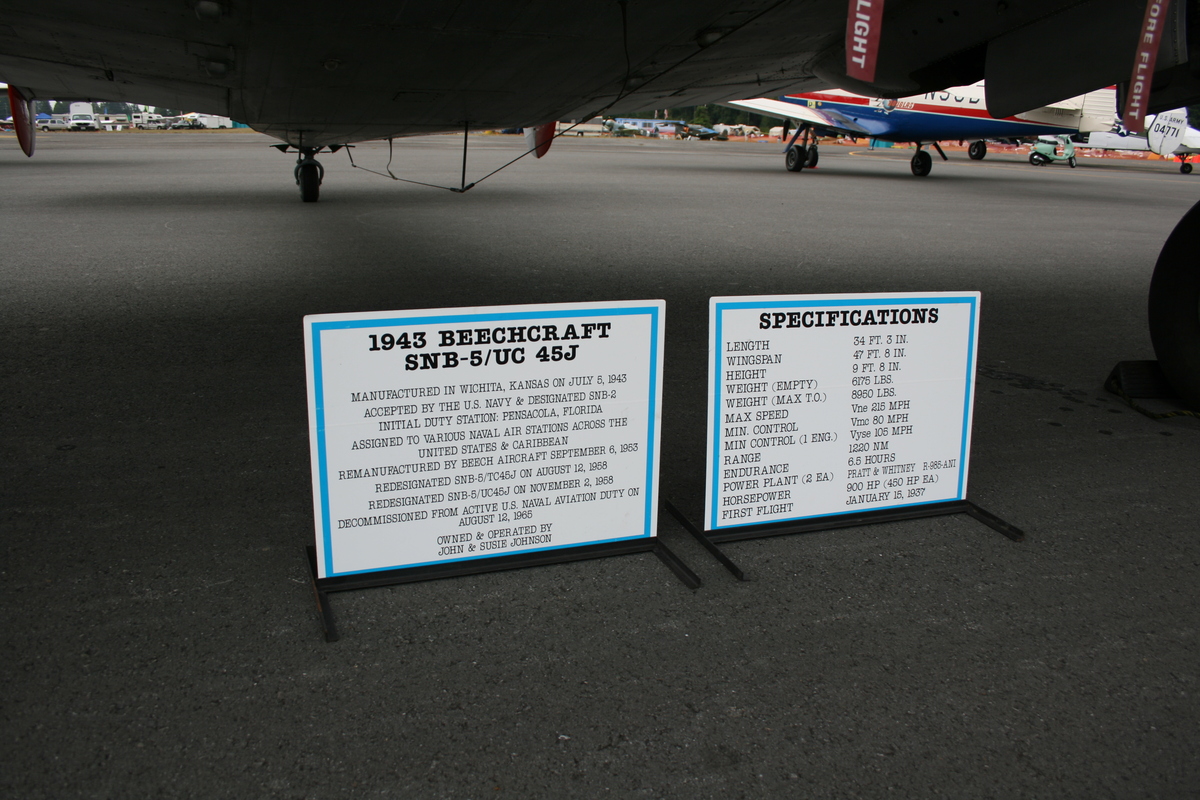 FLIGHT
ORE FLIGHT
U.S. ARMY
04771
1943 BEECHCRAFT
SNB-5/UC 45J
MANUFACTURED IN WICHITA, KANSAS ON JULY 5, 1943
ACCEPTED BY THE U.S. NAVY & DESIGNATED SNB-2
INITIAL DUTY STATION: PENSACOLA, FLORIDA
ASSIGNED TO VARIOUS NAVAL AIR STATIONS ACROSS THE
UNITED STATES & CARIBBEAN
REMANUFACTURED BY BEECH AIRCRAFT SEPTEMBER 6, 1953
REDESIGNATED SNB-5/TC45J ON AUGUST 12, 1958
REDESIGNATED SNB-5/UC45J ON NOVEMBER 2, 1958
DECOMMISSIONED FROM ACTIVE U.S. NAVAL AVIATION DUTY ON
AUGUST 12, 1965
OWNED & OPERATED BY
JOHN & SUSIE JOHNSON
SPECIFICATIONS
LENGTH 34 FT. 3 IN.
WINGSPAN 47 FT. 8 IN.
HEIGHT 9 FT. 8 IN.
WEIGHT (EMPTY) 6175 LBS.
WEIGHT (MAX T.O.) 8950 LBS.
MAX SPEED Vne 215 MPH
MIN. CONTROL Vmc 80 MPH
MIN CONTROL (1 ENG.) Vyse 105 MPH
RANGE 1220 NM
ENDURANCE 6.5 HOURS
POWER PLANT (2 EA) PRATT & WHITNEY R-985-AN1
HORSEPOWER 900 HP (450 HP EA)
FIRST FLIGHT JANUARY 15, 1937